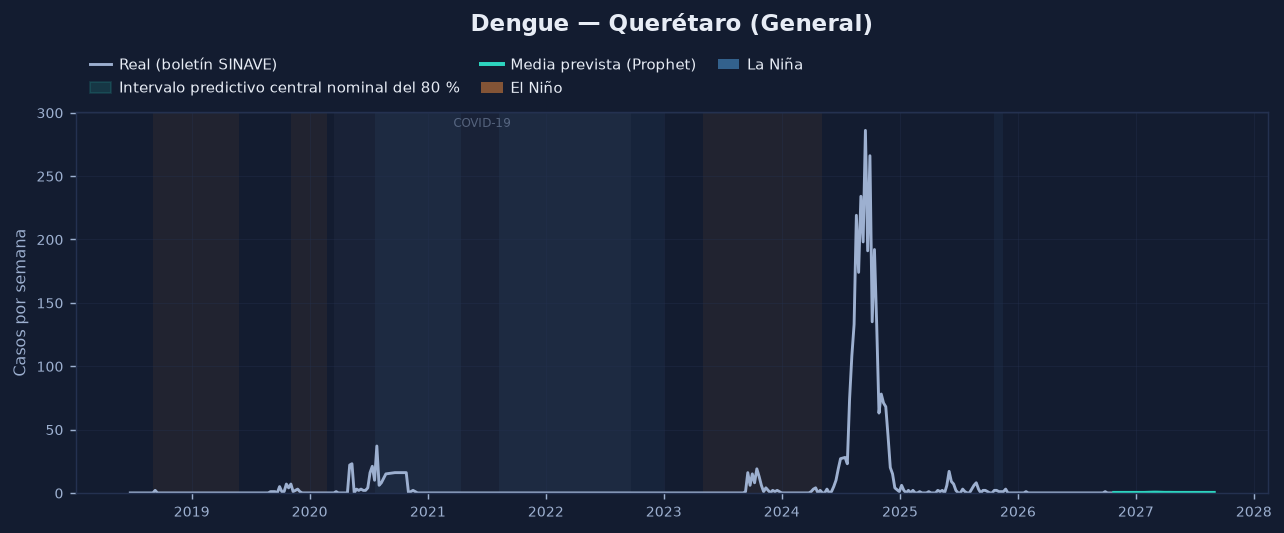 Dengue — Querétaro (General)
Real (boletín SINAVE)
Media prevista (Prophet)
La Niña
Intervalo predictivo central nominal del 80 %
El Niño
COVID-19
Casos por semana
300
250
200
150
100
50
0
2019 2020 2021 2022 2023 2024 2025 2026 2027 2028